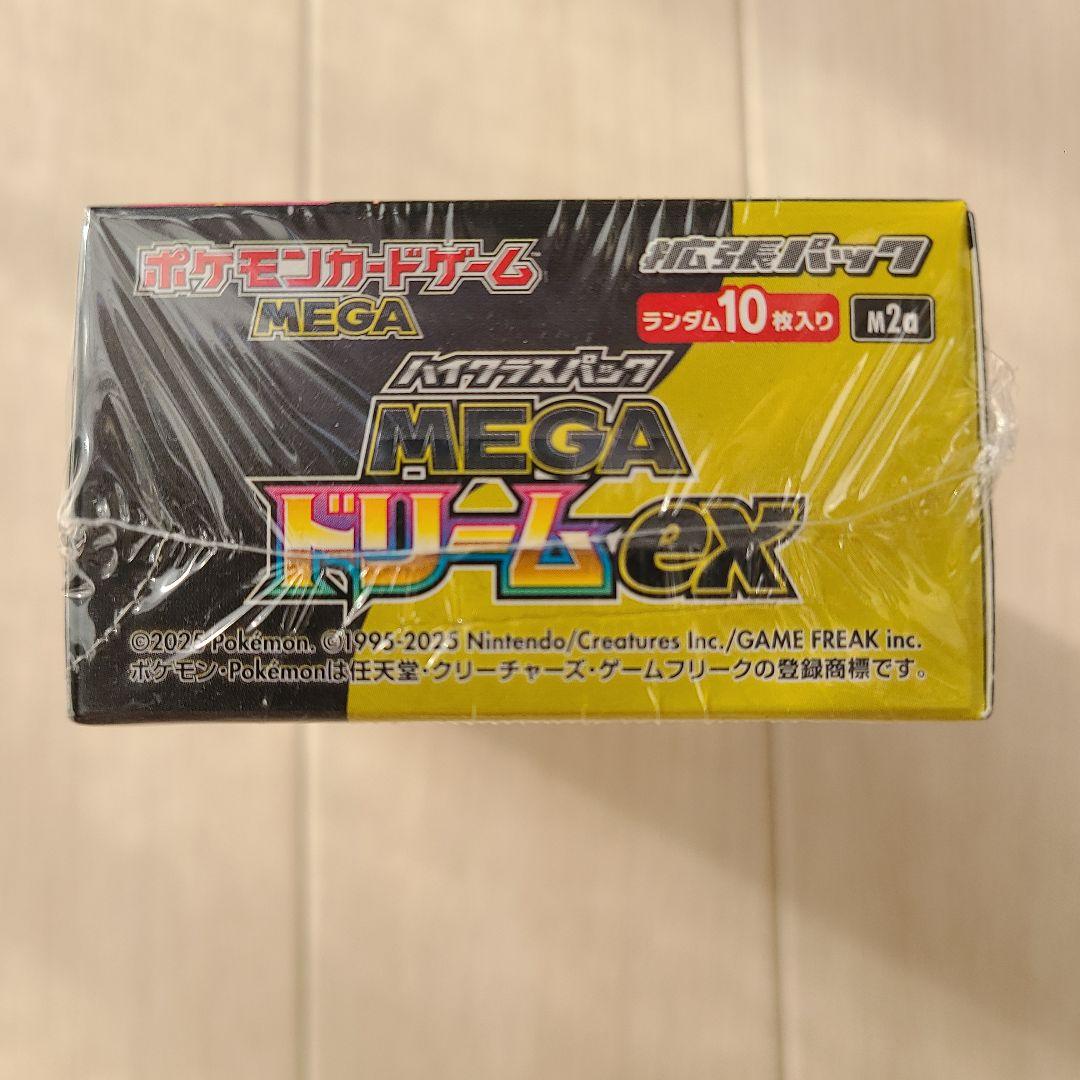 ポケモンカードゲーム™
MEGA
拡張パック
ランダム10枚入り
M2a
ハイクラスパック
MEGA
ドリームex
©2025 Pokémon. ©1995-2025 Nintendo/Creatures Inc./GAME FREAK inc.
ポケモン・Pokémonは任天堂・クリーチャーズ・ゲームフリークの登録商標です。